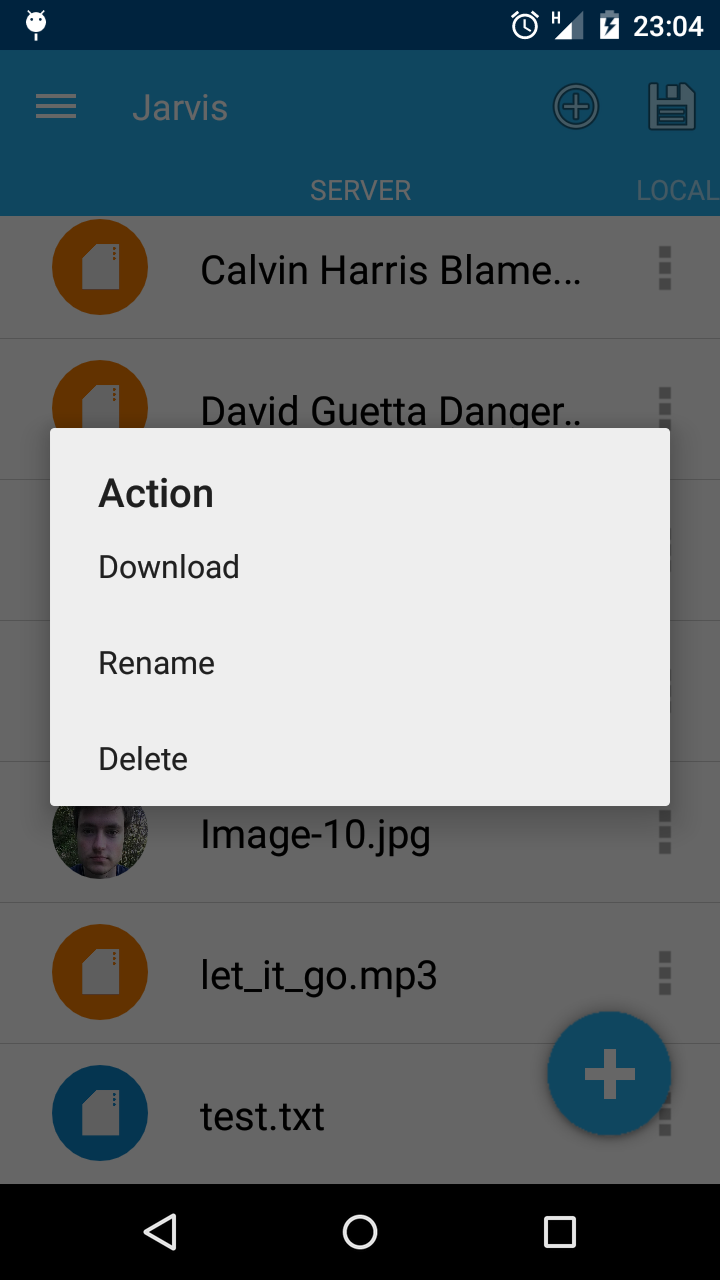 H
23:04
Jarvis
SERVER
LOCAL
Calvin Harris Blame...
David Guetta Danger..
Action
Download
Rename
Delete
Image-10.jpg
let_it_go.mp3
test.txt